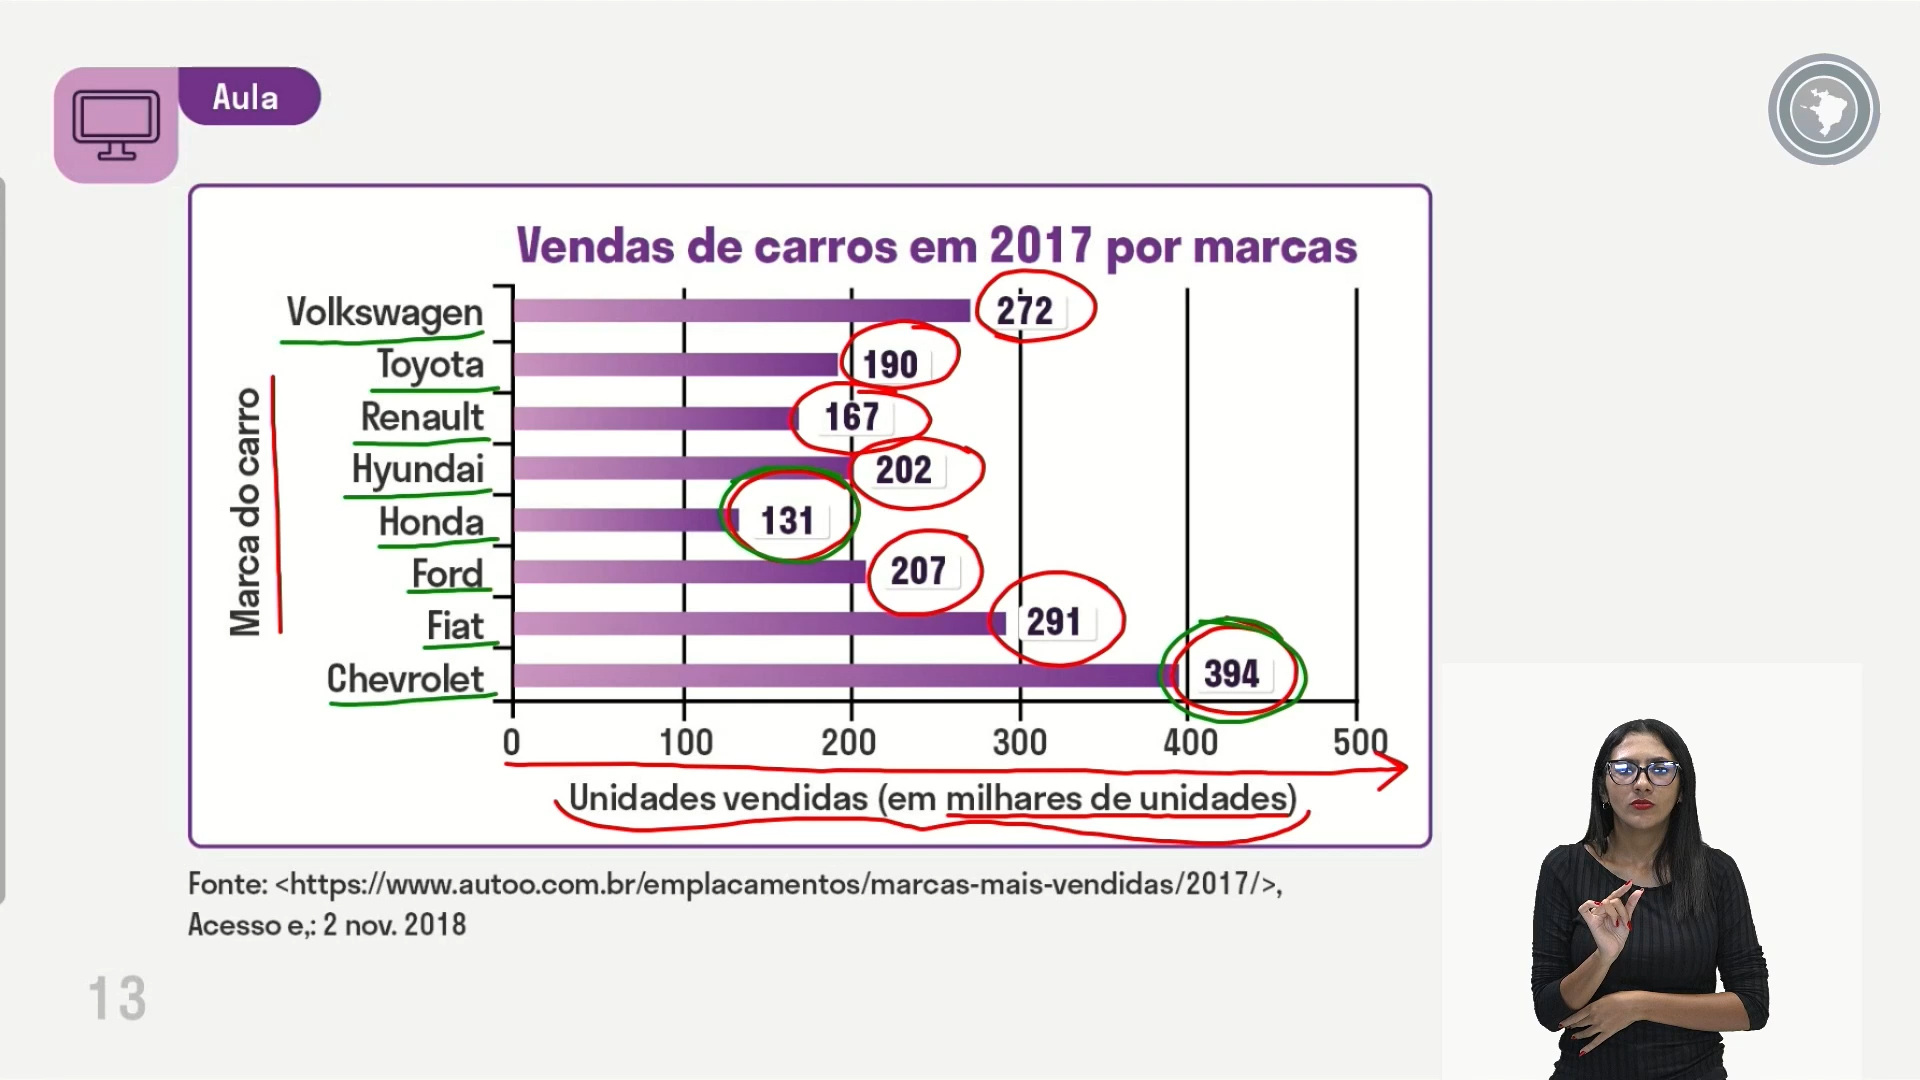 Aula
Vendas de carros em 2017 por marcas
Marca do carro
Volkswagen 272
Toyota 190
Renault 167
Hyundai 202
Honda 131
Ford 207
Fiat 291
Chevrolet 394
0 100 200 300 400 500
Unidades vendidas (em milhares de unidades)
Fonte: <https://www.autoo.com.br/emplacamentos/marcas-mais-vendidas/2017/>,
Acesso e,: 2 nov. 2018
13